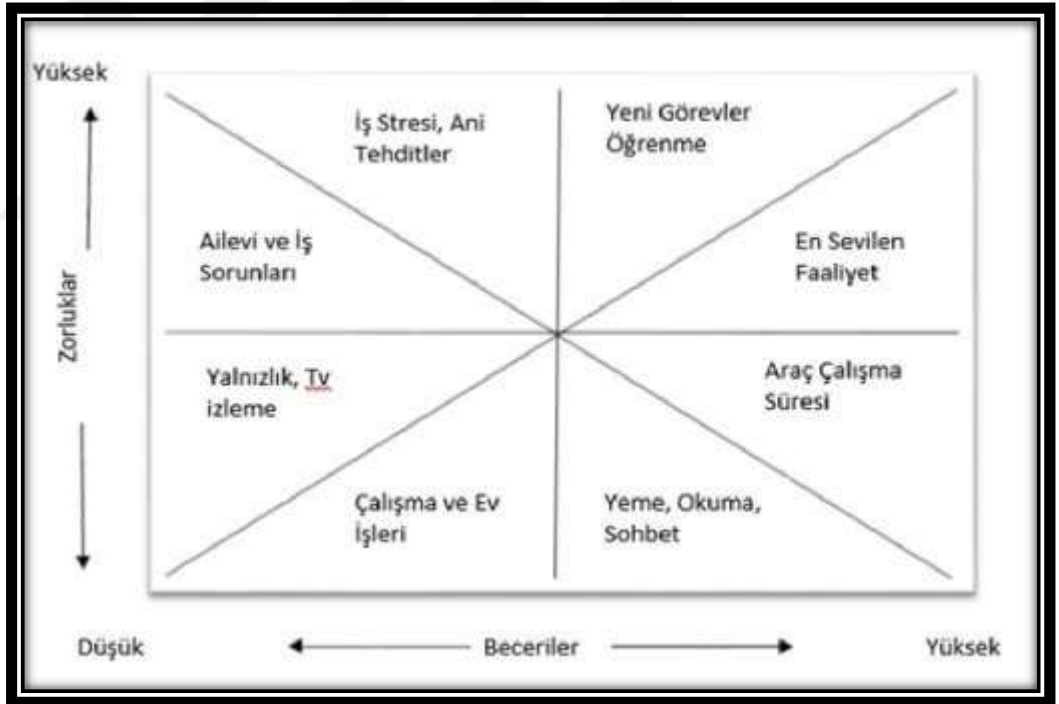 Yüksek
İş Stresi, Ani
Tehditler
Yeni Görevler
Öğrenme
Ailevi ve İş
Sorunları
En Sevilen
Faaliyet
Zorluklar
Yalnızlık, Tv
izleme
Araç Çalışma
Süresi
Çalışma ve Ev
İşleri
Yeme, Okuma,
Sohbet
Düşük
Beceriler
Yüksek